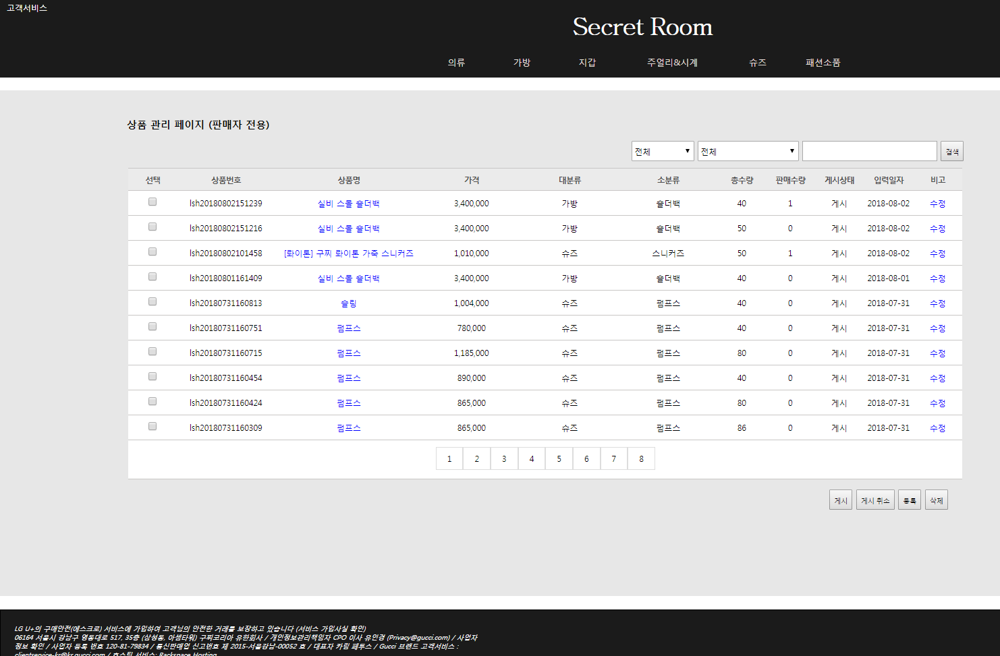 고객서비스
Secret Room
의류 가방 지갑 주얼리&시계 슈즈 패션소품
상품 관리 페이지 (판매자 전용)
전체 전체 검색
선택 상품번호 상품명 가격 대분류 소분류 총수량 판매수량 게시상태 입력일자 비고
lsh20180802151239 실비 스몰 숄더백 3,400,000 가방 숄더백 40 1 게시 2018-08-02 수정
lsh20180802151216 실비 스몰 숄더백 3,400,000 가방 숄더백 50 0 게시 2018-08-02 수정
lsh20180802101458 [롸이톤] 구찌 롸이톤 가죽 스니커즈 1,010,000 슈즈 스니커즈 50 1 게시 2018-08-02 수정
lsh20180801161409 실비 스몰 숄더백 3,400,000 가방 숄더백 40 0 게시 2018-08-01 수정
lsh20180731160813 슬링 1,004,000 슈즈 펌프스 40 0 게시 2018-07-31 수정
lsh20180731160751 펌프스 780,000 슈즈 펌프스 40 0 게시 2018-07-31 수정
lsh20180731160715 펌프스 1,185,000 슈즈 펌프스 80 0 게시 2018-07-31 수정
lsh20180731160454 펌프스 890,000 슈즈 펌프스 40 0 게시 2018-07-31 수정
lsh20180731160424 펌프스 865,000 슈즈 펌프스 80 0 게시 2018-07-31 수정
lsh20180731160309 펌프스 865,000 슈즈 펌프스 86 0 게시 2018-07-31 수정
1 2 3 4 5 6 7 8
게시 게시 취소 등록 삭제
LG U+의 구매안전(에스크로) 서비스에 가입하여 고객님의 안전한 거래를 보장하고 있습니다 (서비스 가입사실 확인)
06164 서울시 강남구 영동대로 517, 35층 (삼성동, 아셈타워) 구찌코리아 유한회사 / 개인정보관리책임자 CPO 이사 유인경 (Privacy@gucci.com) / 사업자
정보 확인 / 사업자 등록 번호 120-81-79834 / 통신판매업 신고번호 제 2015-서울강남-00052 호 / 대표자 카림 페투스 / Gucci 브랜드 고객서비스 :
clientservice-kr@kr.gucci.com / 호스팅 서비스: Rackspace Hosting